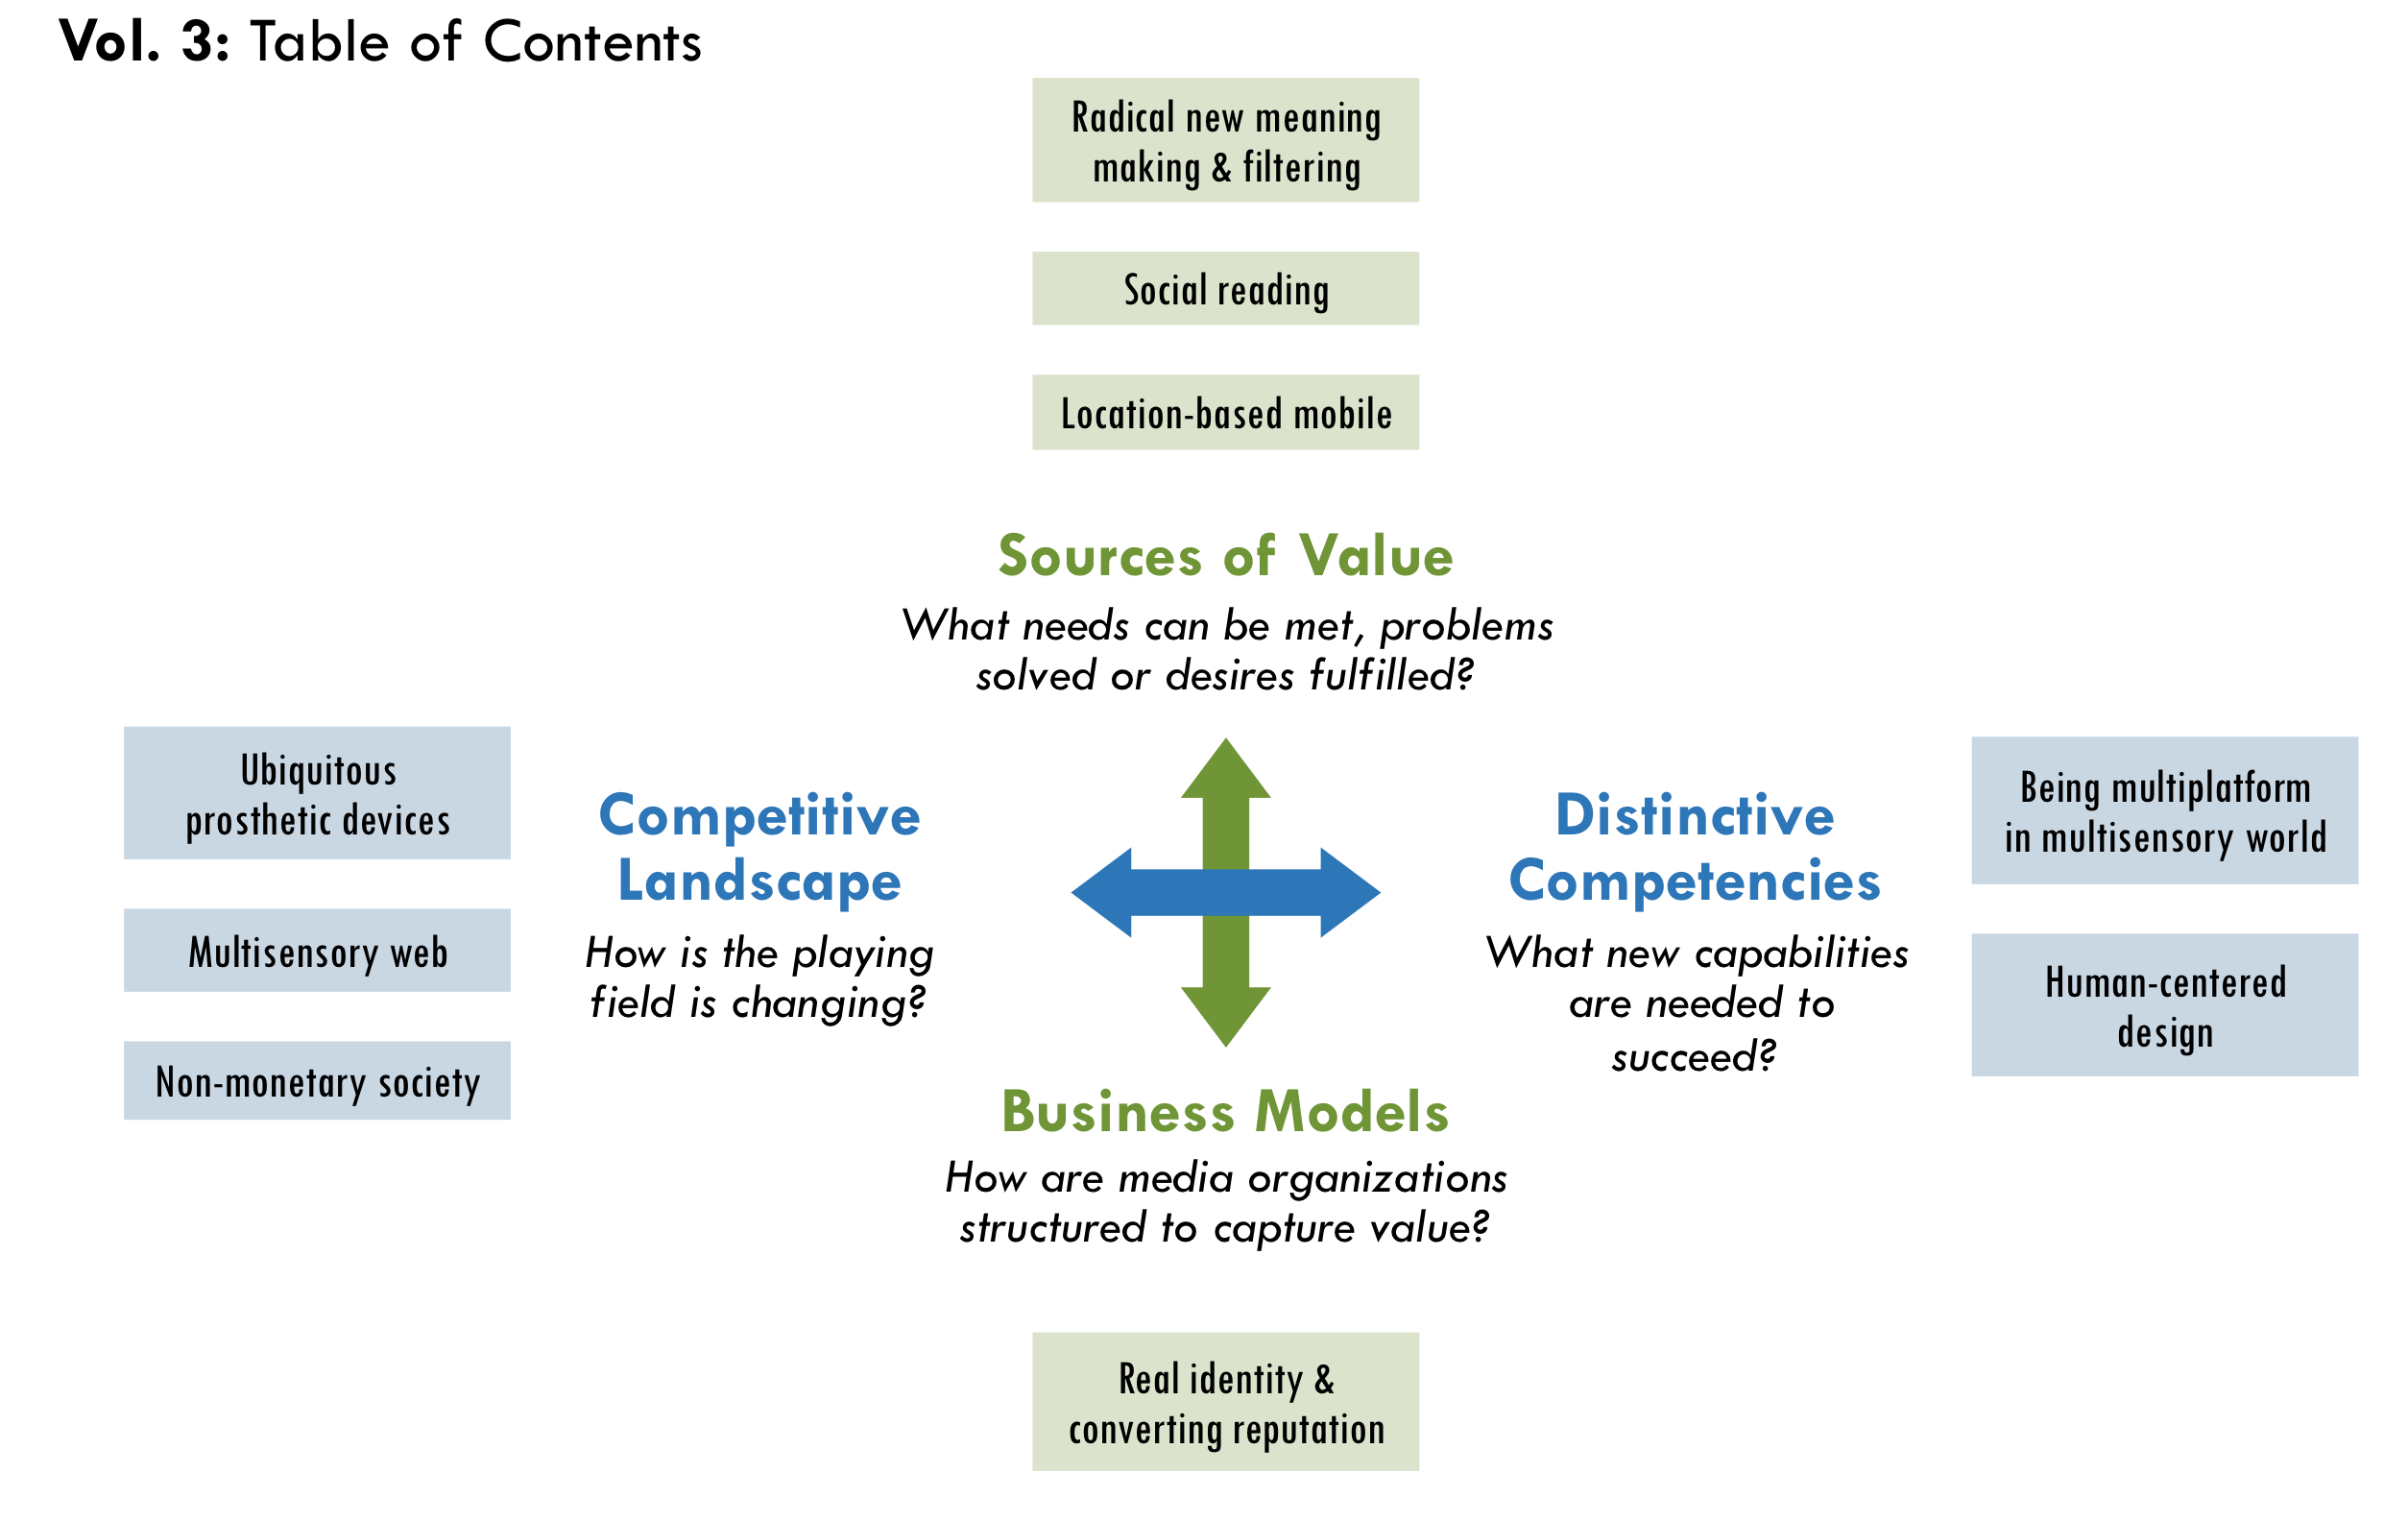 Vol. 3: Table of Contents
Radical new meaning
making & filtering
Social reading
Location-based mobile
Sources of Value
What needs can be met, problems
solved or desires fulfilled?
Ubiquitous
prosthetic devices
Multisensory web
Non-monetary society
Competitive
Landscape
How is the playing
field is changing?
Distinctive
Competencies
What new capabilities
are needed to
succeed?
Being multiplatform
in multisensory world
Human-centered
design
Business Models
How are media organizations
structured to capture value?
Real identity &
converting reputation